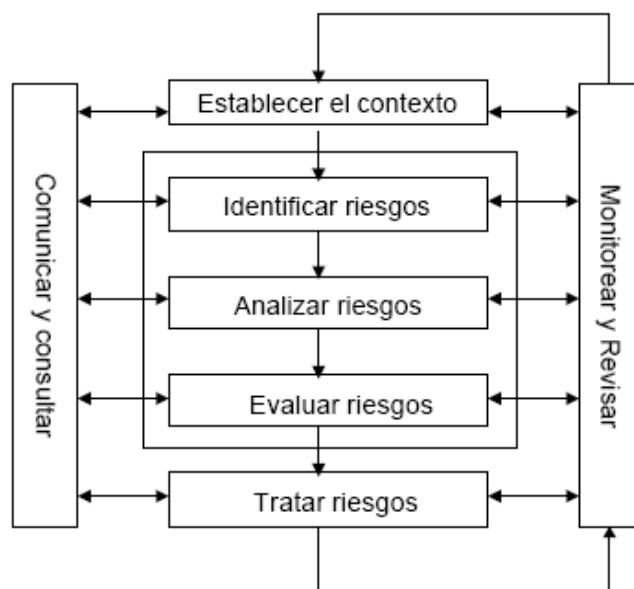 Establecer el contexto
Comunicar y consultar
Identificar riesgos
Analizar riesgos
Evaluar riesgos
Tratar riesgos
Monitorear y Revisar